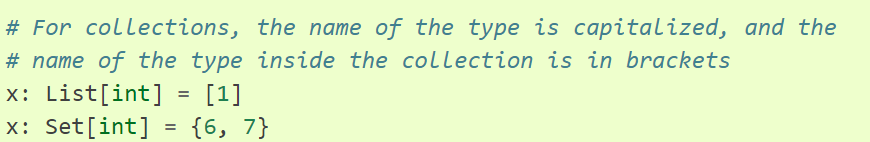 # For collections, the name of the type is capitalized, and the
# name of the type inside the collection is in brackets
x: List[int] = [1]
x: Set[int] = {6, 7}